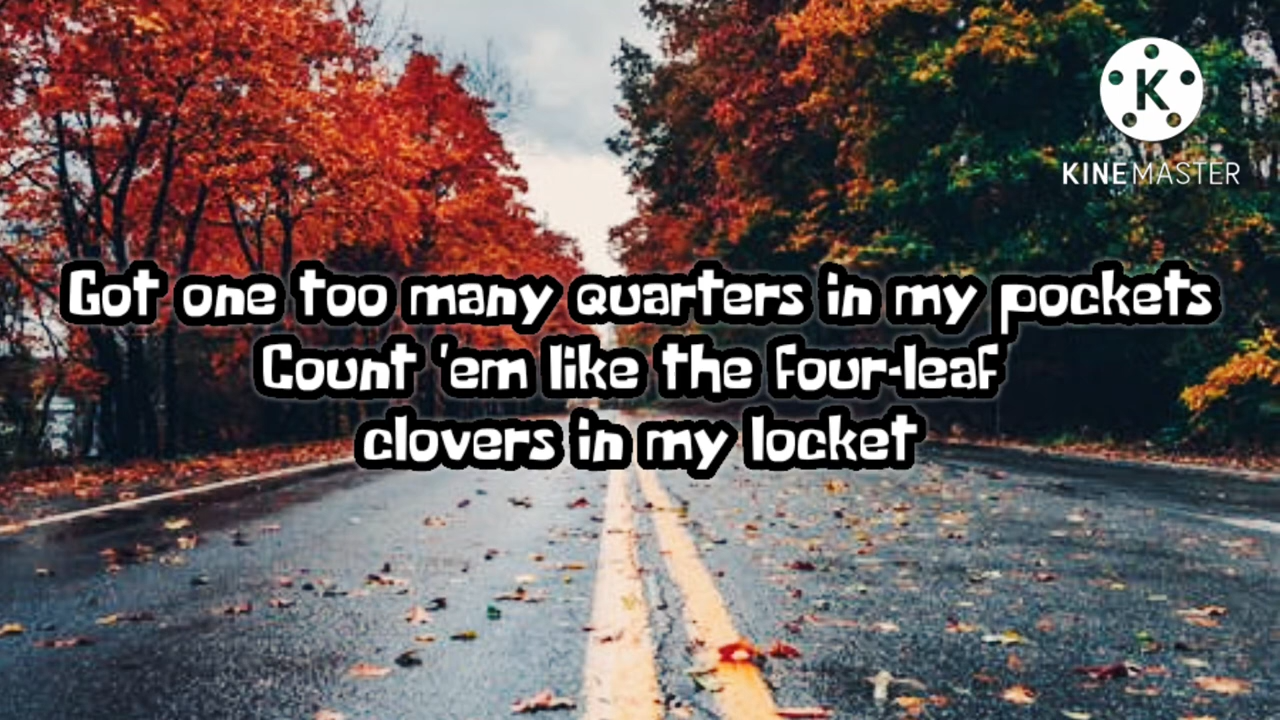 K
KINEMASTER
Got one too many quarters in my pockets
Count 'em like the four-leaf
clovers in my locket